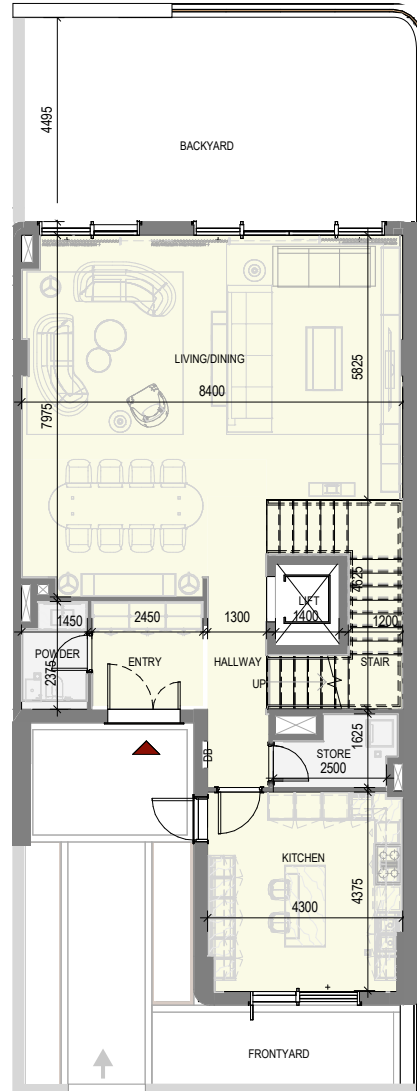 4495
BACKYARD
LIVING/DINING
5825
8400
7975
4625
LIFT
1450
2450
1300
1400
1200
POWDER
ENTRY
HALLWAY
STAIR
2375
UP
DB
STORE
1625
2500
KITCHEN
4375
4300
FRONTYARD